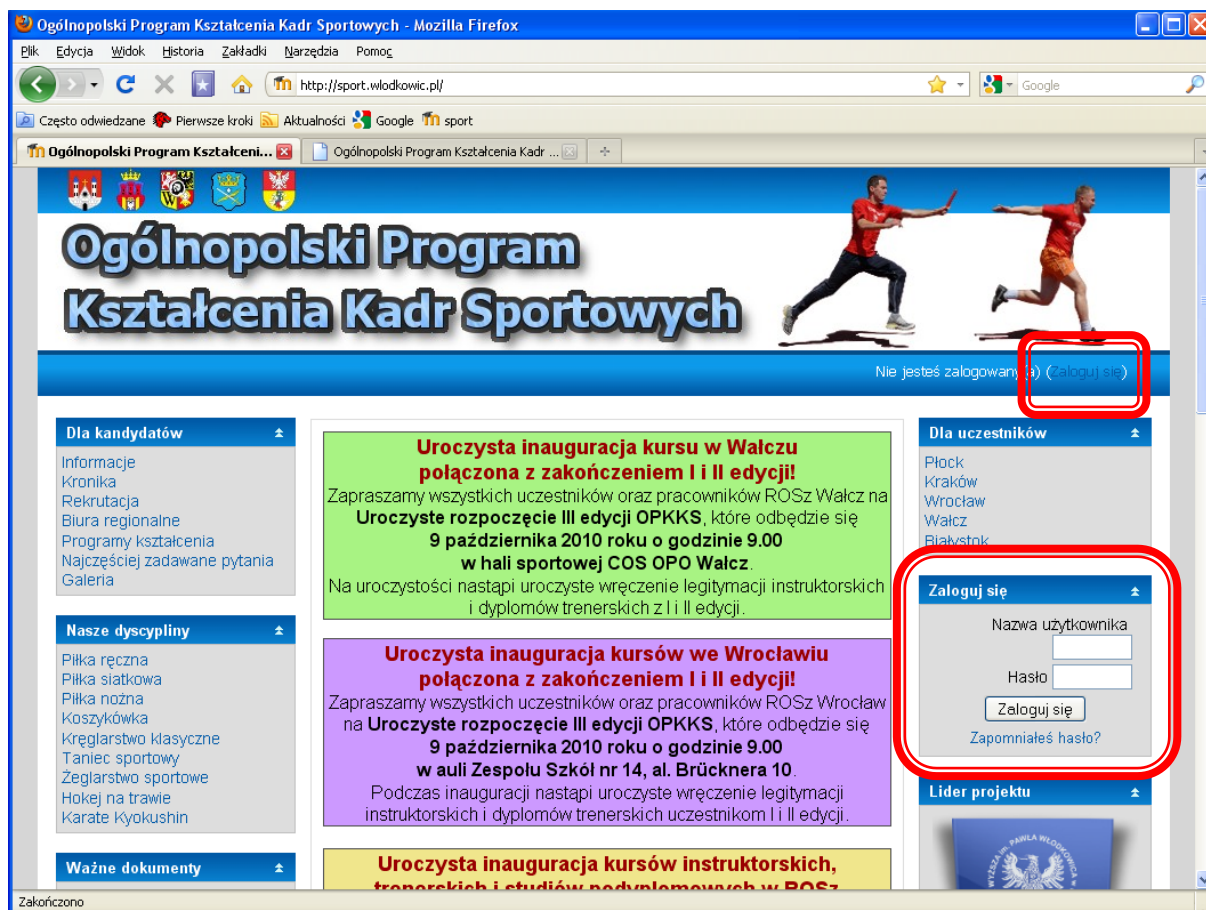 Ogólnopolski Program Kształcenia Kadr Sportowych - Mozilla Firefox
Plik Edycja Widok Historia Zakładki Narzędzia Pomoc
http://sport.wlodkowic.pl/
Google
Często odwiedzane Pierwsze kroki Aktualności Google sport
Ogólnopolski Program Kształceni... Ogólnopolski Program Kształcenia Kadr ...
Ogólnopolski Program
Kształcenia Kadr Sportowych
Nie jesteś zalogowany(a) (Zaloguj się)
Dla kandydatów
Informacje
Kronika
Rekrutacja
Biura regionalne
Programy kształcenia
Najczęściej zadawane pytania
Galeria
Nasze dyscypliny
Piłka ręczna
Piłka siatkowa
Piłka nożna
Koszykówka
Kręglarstwo klasyczne
Taniec sportowy
Żeglarstwo sportowe
Hokej na trawie
Karate Kyokushin
Ważne dokumenty
Uroczysta inauguracja kursu w Wałczu
połączona z zakończeniem I i II edycji!
Zapraszamy wszystkich uczestników oraz pracowników ROSz Wałcz na
Uroczyste rozpoczęcie III edycji OPKKS, które odbędzie się
9 października 2010 roku o godzinie 9.00
w hali sportowej COS OPO Wałcz.
Na uroczystości nastąpi uroczyste wręczenie legitymacji instruktorskich
i dyplomów trenerskich z I i II edycji.
Uroczysta inauguracja kursów we Wrocławiu
połączona z zakończeniem I i II edycji!
Zapraszamy wszystkich uczestników oraz pracowników ROSz Wrocław
na Uroczyste rozpoczęcie III edycji OPKKS, które odbędzie się
9 października 2010 roku o godzinie 9.00
w auli Zespołu Szkół nr 14, al. Brücknera 10.
Podczas inauguracji nastąpi uroczyste wręczenie legitymacji
instruktorskich i dyplomów trenerskich uczestnikom I i II edycji.
Uroczysta inauguracja kursów instruktorskich,
trenerskich i studiów podyplomowych w ROSz
Dla uczestników
Płock
Kraków
Wrocław
Wałcz
Białystok
Zaloguj się
Nazwa użytkownika
Hasło
Zaloguj się
Zapomniałeś hasło?
Lider projektu
Zakończono